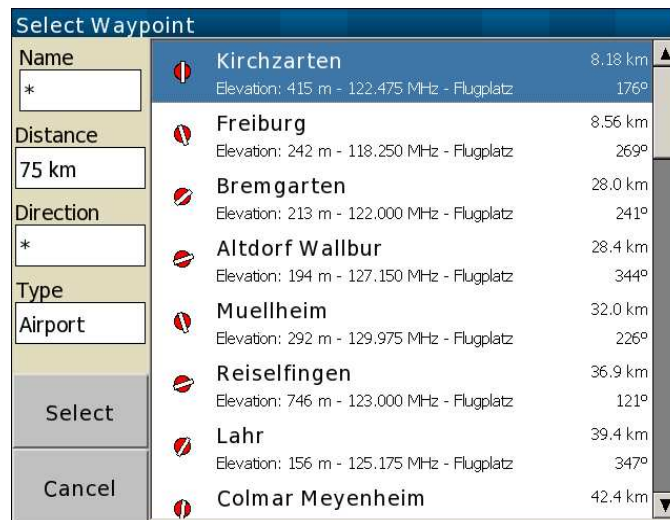 Select Waypoint
Name
*
Distance
75 km
Direction
*
Type
Airport
Select
Cancel
Kirchzarten 8.18 km
Elevation: 415 m - 122.475 MHz - Flugplatz 176°
Freiburg 8.56 km
Elevation: 242 m - 118.250 MHz - Flugplatz 269°
Bremgarten 28.0 km
Elevation: 213 m - 122.000 MHz - Flugplatz 241°
Altdorf Wallbur 28.4 km
Elevation: 194 m - 127.150 MHz - Flugplatz 344°
Muellheim 32.0 km
Elevation: 292 m - 129.975 MHz - Flugplatz 226°
Reiselfingen 36.9 km
Elevation: 746 m - 123.000 MHz - Flugplatz 121°
Lahr 39.4 km
Elevation: 156 m - 125.175 MHz - Flugplatz 347°
Colmar Meyenheim 42.4 km